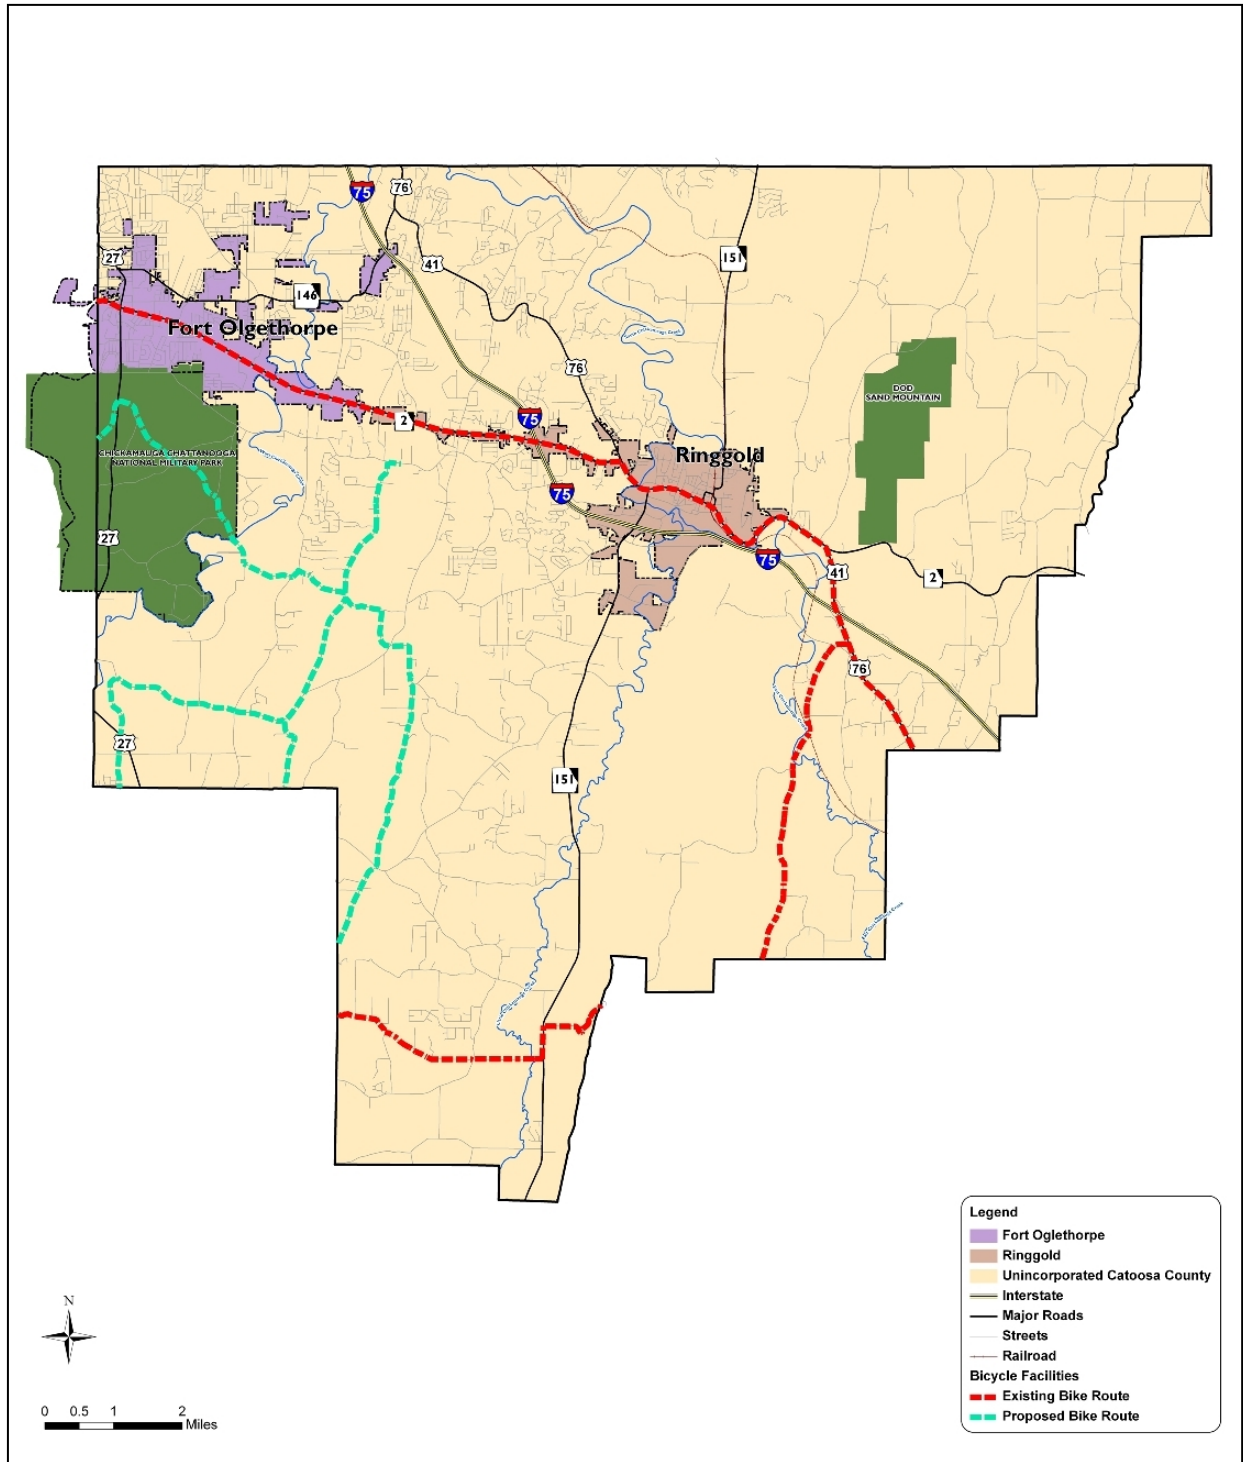 75
76
27
41
151
146
Fort Olgethorpe
76
DOD
SAND MOUNTAIN
75
2
CHICKAMAUGA CHATTANOOGA
NATIONAL MILITARY PARK
Ringgold
75
27
75
41
2
76
27
151
Legend
Fort Oglethorpe
Ringgold
Unincorporated Catoosa County
Interstate
Major Roads
Streets
Railroad
Bicycle Facilities
Existing Bike Route
Proposed Bike Route
N
0 0.5 1 2
Miles